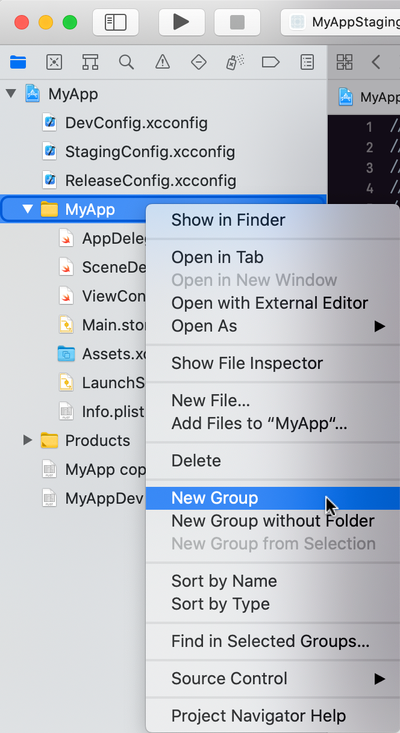 MyAppStaging
MyApp
MyApp
DevConfig.xcconfig
StagingConfig.xcconfig
ReleaseConfig.xcconfig
MyApp
AppDeleg
SceneDe
ViewCon
Main.sto
Assets.xc
LaunchS
Info.plist
Products
MyApp cop
MyAppDev
1 //
2 //
3 //
4 //
Show in Finder
Open in Tab
Open in New Window
Open with External Editor
Open As
Show File Inspector
New File...
Add Files to “MyApp“...
Delete
New Group
New Group without Folder
New Group from Selection
Sort by Name
Sort by Type
Find in Selected Groups...
Source Control
Project Navigator Help